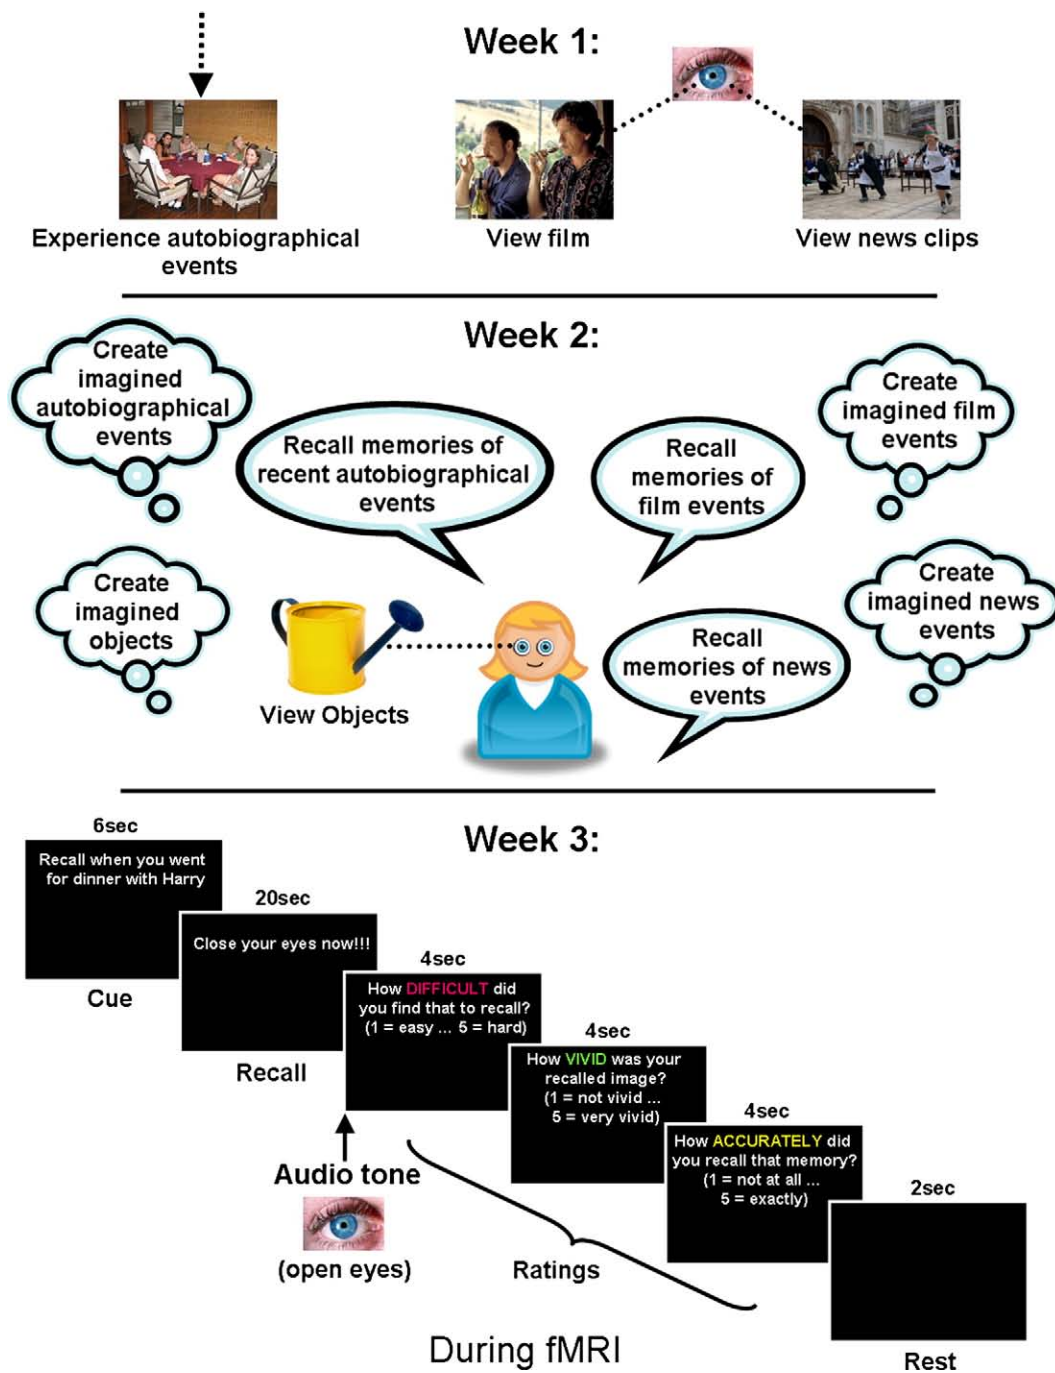 Week 1:
Experience autobiographical
events
View film
View news clips
Week 2:
Create
imagined
autobiographical
events
Recall memories of
recent autobiographical
events
Recall
memories of
film events
Create
imagined film
events
Create
imagined
objects
View Objects
Recall
memories of news
events
Create
imagined news
events
Week 3:
6sec
Recall when you went
for dinner with Harry
Cue
20sec
Close your eyes now!!!
Recall
4sec
How DIFFICULT did
you find that to recall?
(1 = easy ... 5 = hard)
Audio tone
(open eyes)
4sec
How VIVID was your
recalled image?
(1 = not vivid ...
5 = very vivid)
4sec
How ACCURATELY did
you recall that memory?
(1 = not at all ...
5 = exactly)
Ratings
2sec
Rest
During fMRI